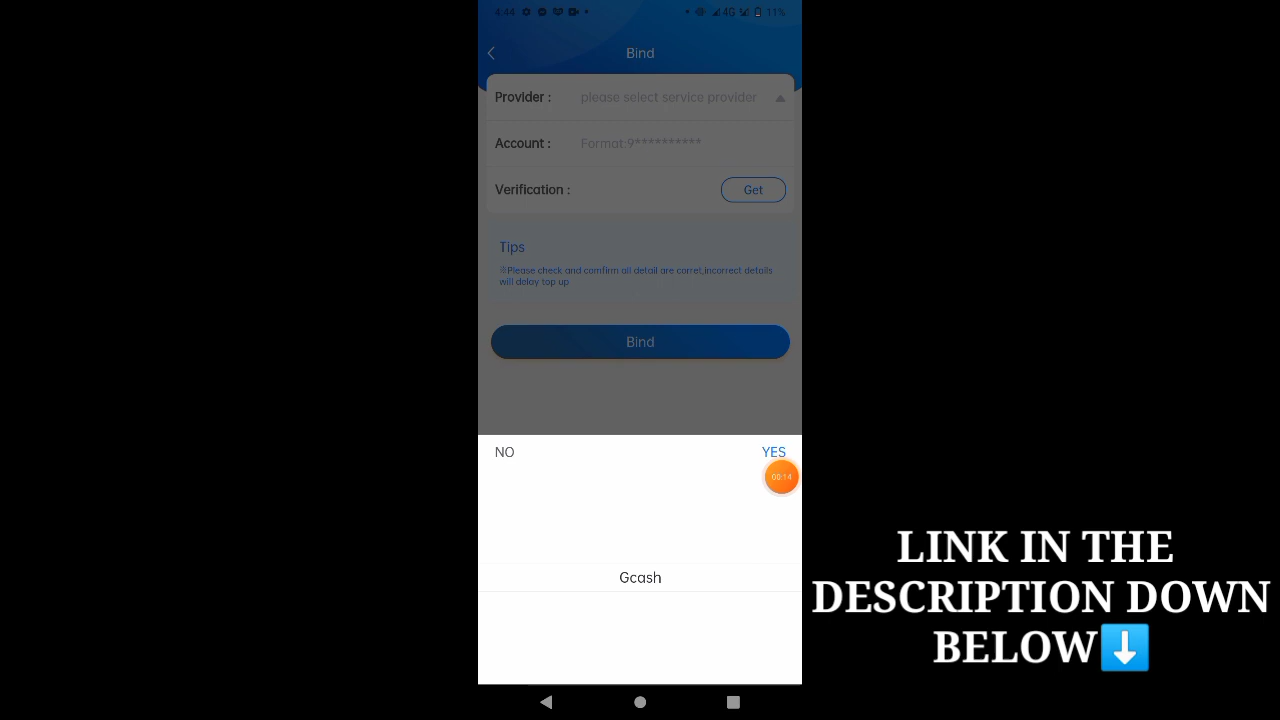 4:44 4G 11%
Bind
Provider : please select service provider
Account : Format:9**********
Verification : Get
Tips
※Please check and comfirm all detail are corret,incorrect details
will delay top up
Bind
NO YES
00:14
Gcash
LINK IN THE
DESCRIPTION DOWN
BELOW⬇